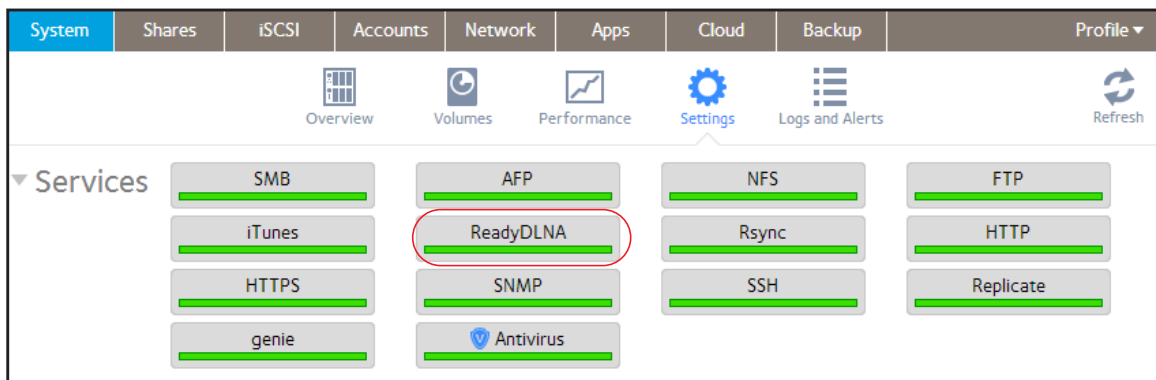 System Shares iSCSI Accounts Network Apps Cloud Backup Profile
Overview Volumes Performance Settings Logs and Alerts Refresh
Services
SMB AFP NFS FTP
iTunes ReadyDLNA Rsync HTTP
HTTPS SNMP SSH Replicate
genie Antivirus